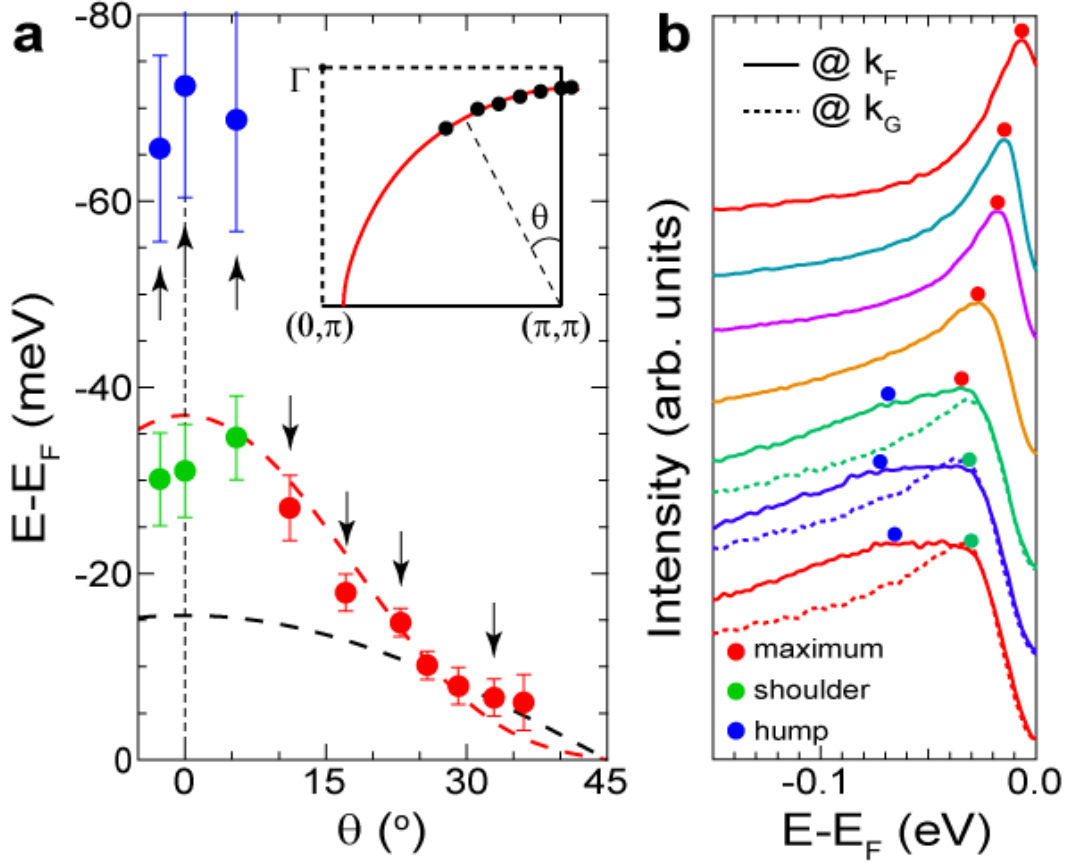 a
-80
-60
-40
-20
0
E-E_F (meV)
0
15
30
45
θ (°)
Γ
θ
(0,π)
(π,π)
b
@ k_F
@ k_G
Intensity (arb. units)
maximum
shoulder
hump
-0.1
0.0
E-E_F (eV)